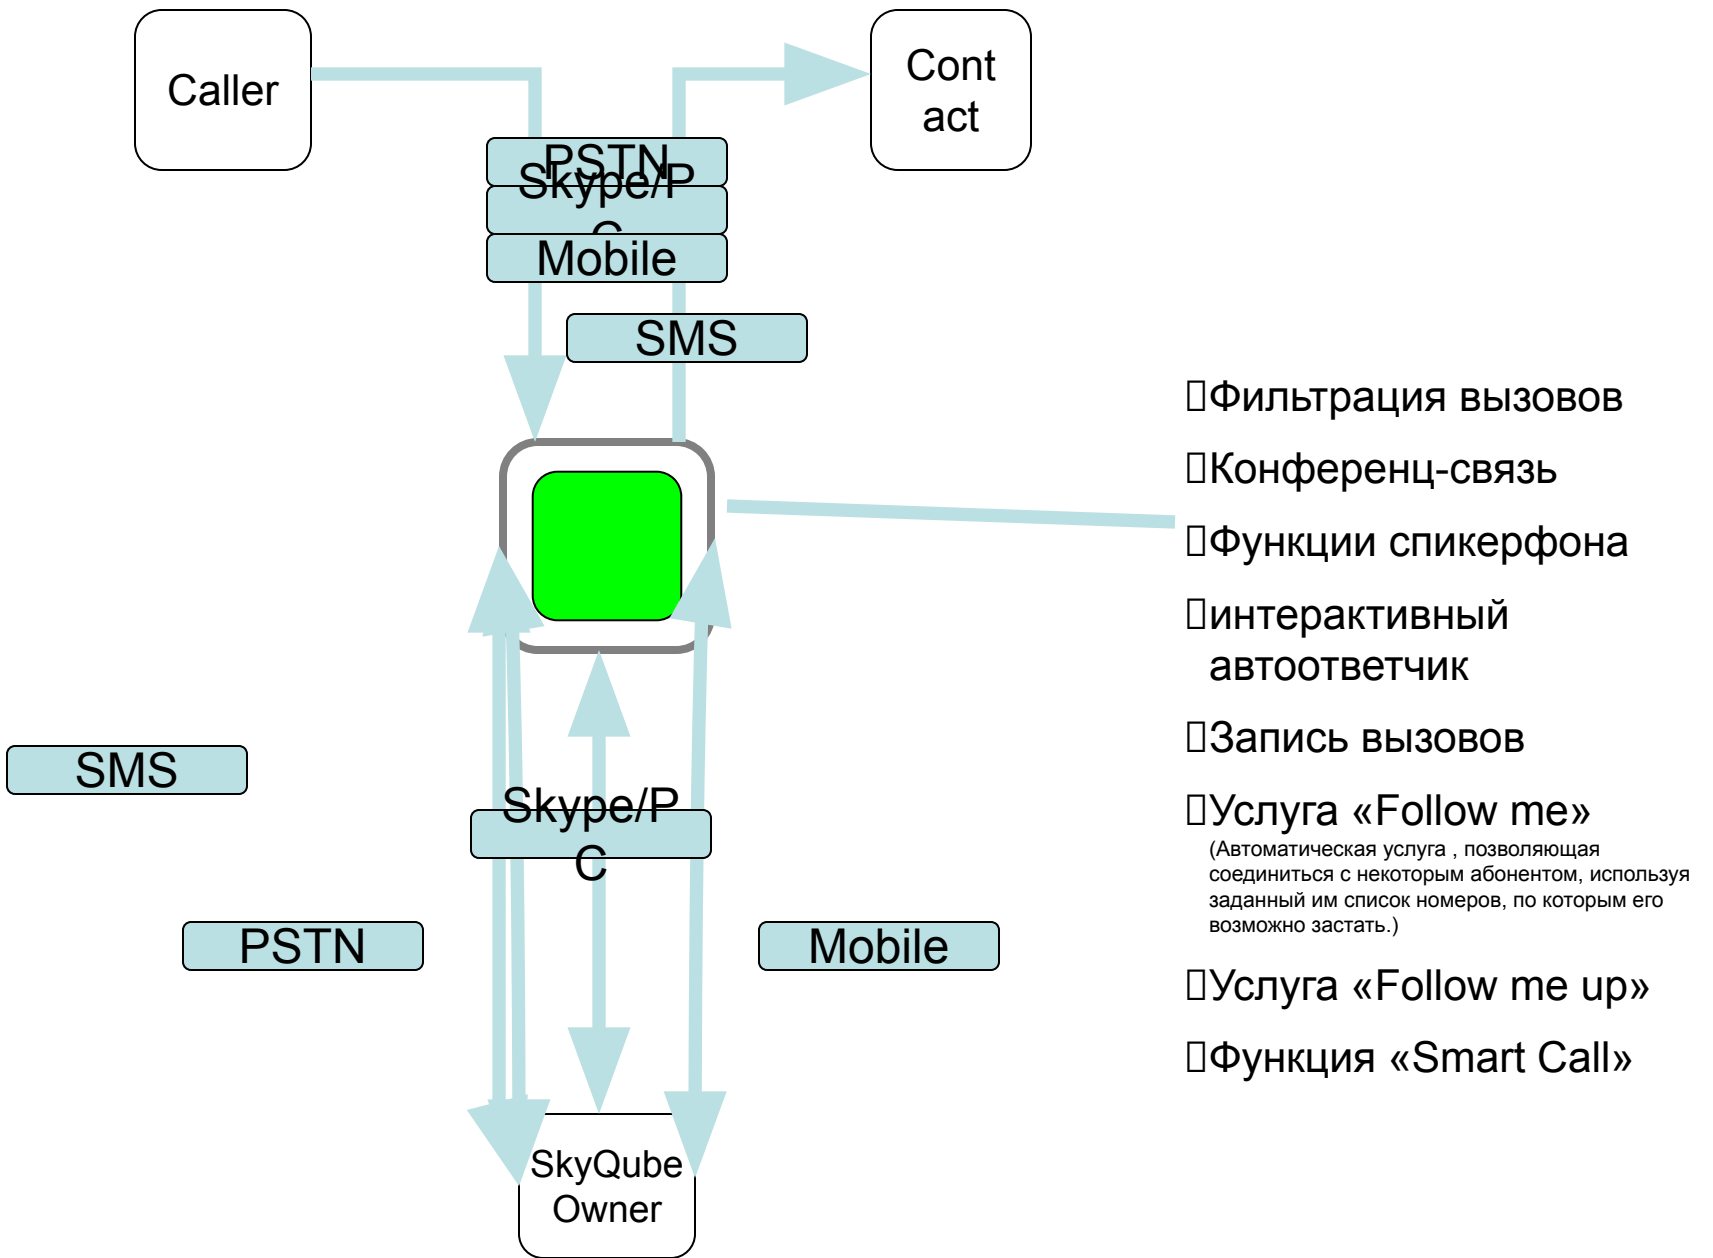 Caller
Cont
act
PSTN
Skype/P
C
Mobile
SMS
Фильтрация вызовов
Конференц-связь
Функции спикерфона
интерактивный
автоответчик
Запись вызовов
Услуга «Follow me»
(Автоматическая услуга , позволяющая
соединиться с некоторым абонентом, используя
заданный им список номеров, по которым его
возможно застать.)
Услуга «Follow me up»
Функция «Smart Call»
SMS
Skype/P
C
PSTN
Mobile
SkyQube
Owner